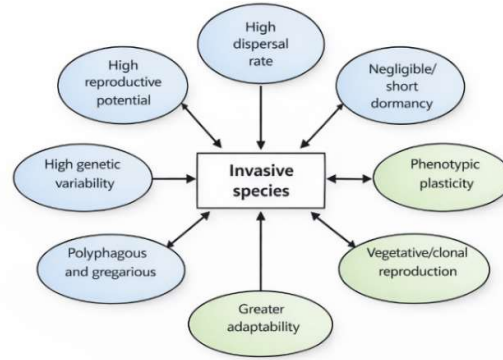 High
dispersal
rate
High
reproductive
potential
Negligible/
short
dormancy
High genetic
variability
Invasive
species
Phenotypic
plasticity
Polyphagous
and gregarious
Vegetative/clonal
reproduction
Greater
adaptability